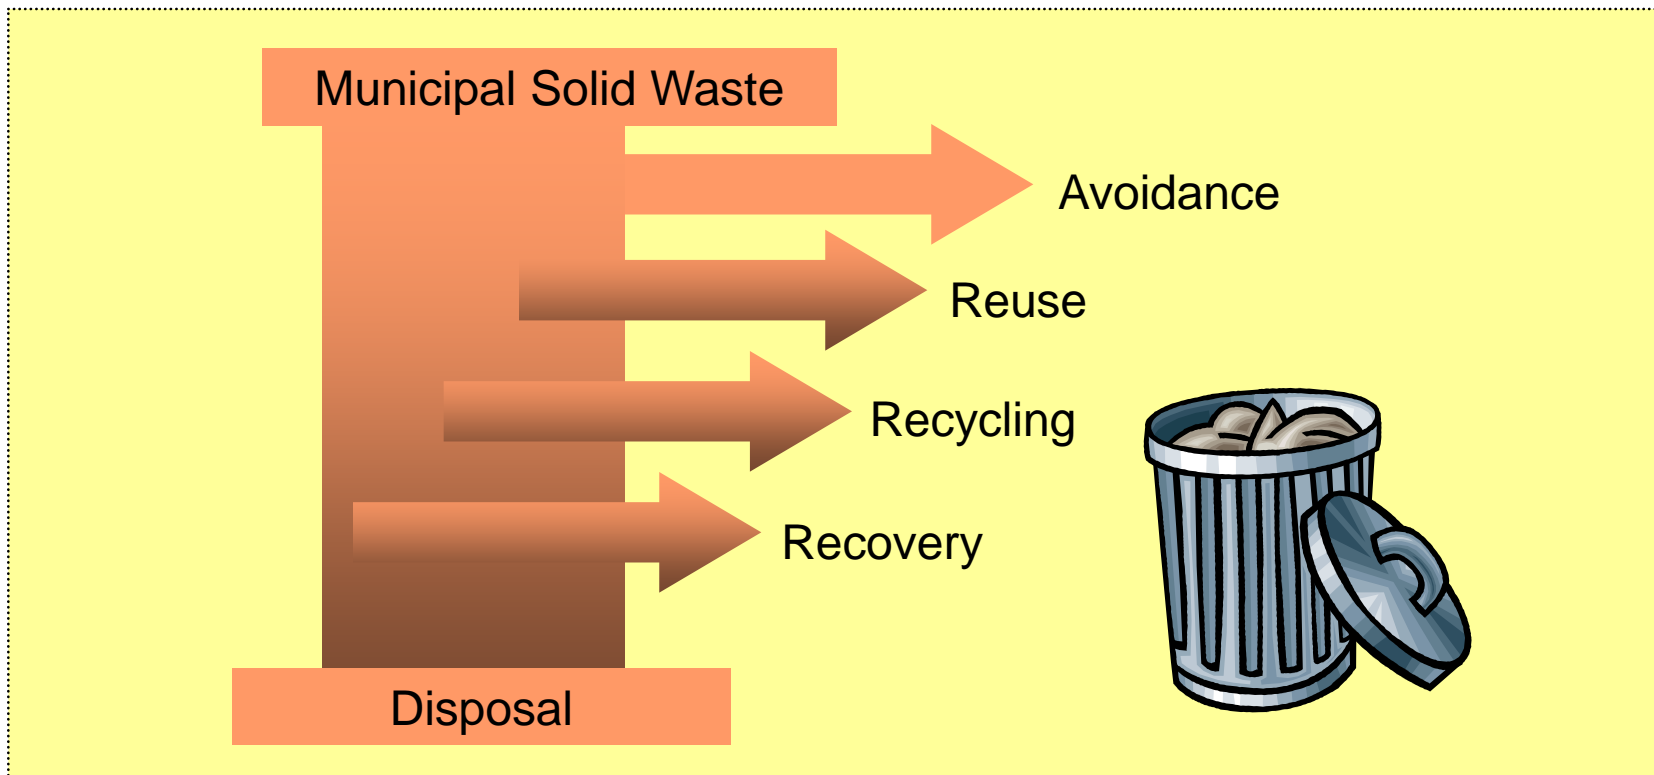 Municipal Solid Waste
Avoidance
Reuse
Recycling
Recovery
Disposal